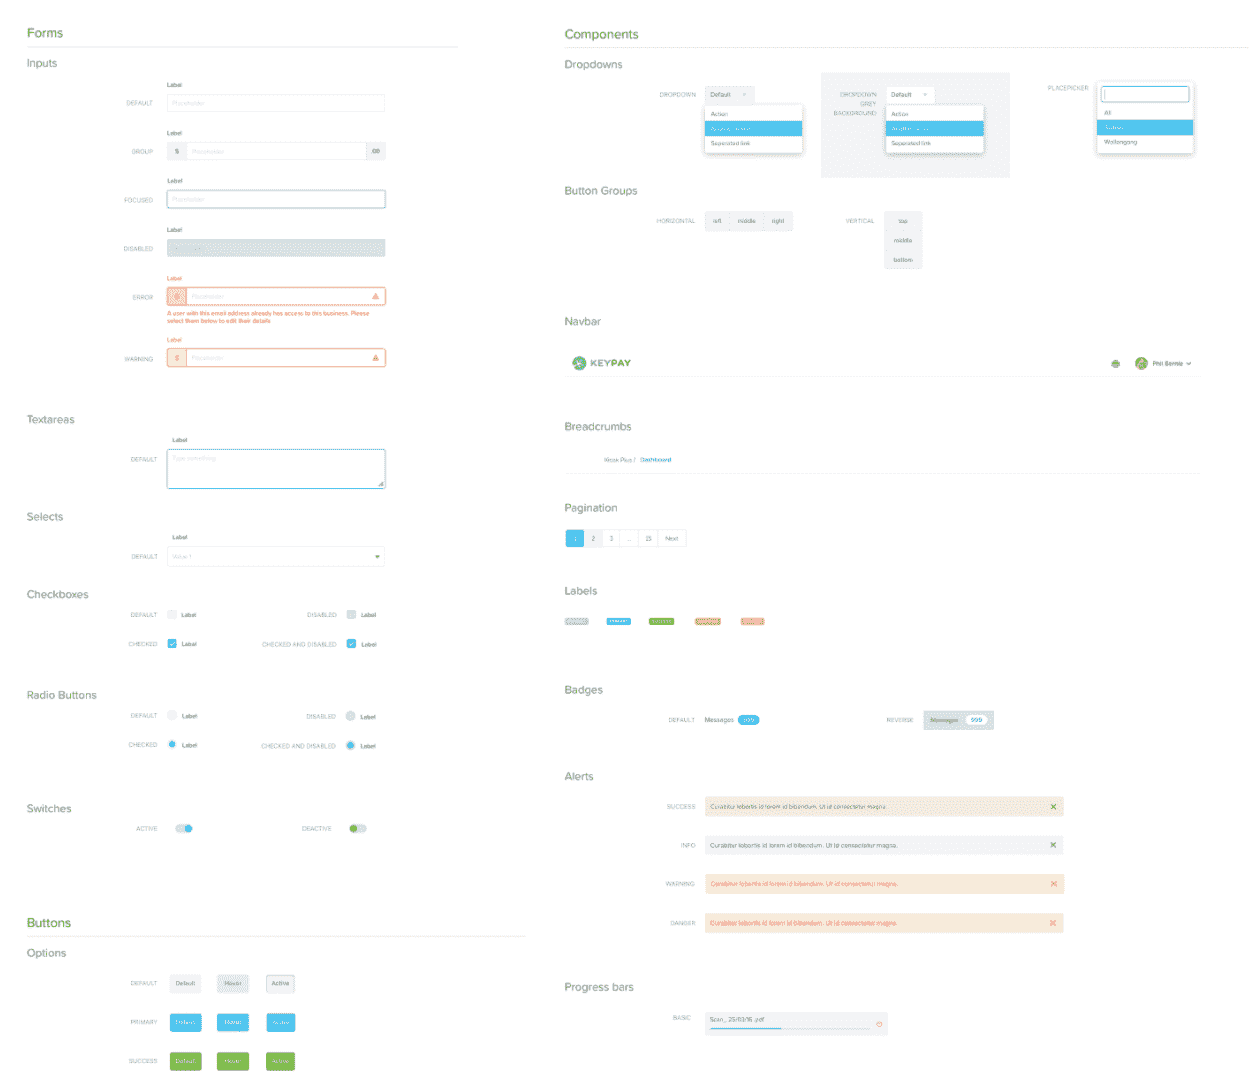 Forms
Inputs
Label
DEFAULT
Placeholder
Label
GROUP
$
Placeholder
.00
Label
FOCUSED
Placeholder
Label
DISABLED
Label
ERROR
Placeholder
A user with this email address already has access to this business. Please
select them below to edit their details
Label
WARNING
$
Placeholder
Textareas
Label
DEFAULT
Type something
Selects
Label
DEFAULT
Value 1
Checkboxes
DEFAULT
Label
DISABLED
Label
CHECKED
Label
CHECKED AND DISABLED
Label
Radio Buttons
DEFAULT
Label
DISABLED
Label
CHECKED
Label
CHECKED AND DISABLED
Label
Switches
ACTIVE
DEACTIVE
Buttons
Options
DEFAULT
Default
Hover
Active
PRIMARY
Default
Hover
Active
SUCCESS
Default
Hover
Active
Components
Dropdowns
DROPDOWN
Default
Action
Separated link
DROPDOWN
GREY
BACKGROUND
Default
Action
Separated link
PLACEPICKER
All
Wollongong
Button Groups
HORIZONTAL
left
middle
right
VERTICAL
top
middle
bottom
Navbar
KEYPAY
Phil Bernie
Breadcrumbs
Dashboard
Pagination
1
2
3
...
Next
Labels
Badges
DEFAULT
Messages
999
REVERSE
Messages
999
Alerts
SUCCESS
Curabitur lobortis id lorem id bibendum. Ut id consectetur magna.
INFO
Curabitur lobortis id lorem id bibendum. Ut id consectetur magna.
WARNING
Curabitur lobortis id lorem id bibendum. Ut id consectetur magna.
DANGER
Curabitur lobortis id lorem id bibendum. Ut id consectetur magna.
Progress bars
BASIC
Scan_ 25/03/16 .pdf